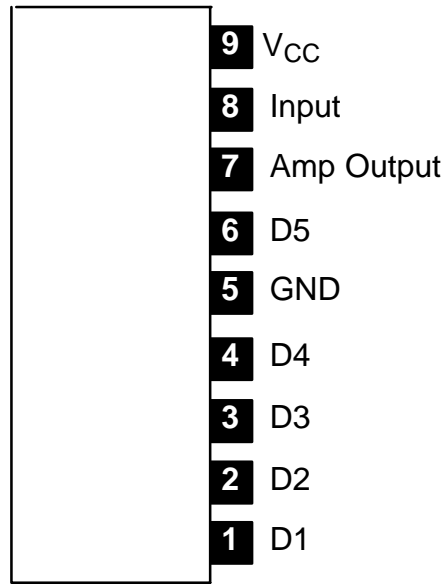 9 VCC
8 Input
7 Amp Output
6 D5
5 GND
4 D4
3 D3
2 D2
1 D1